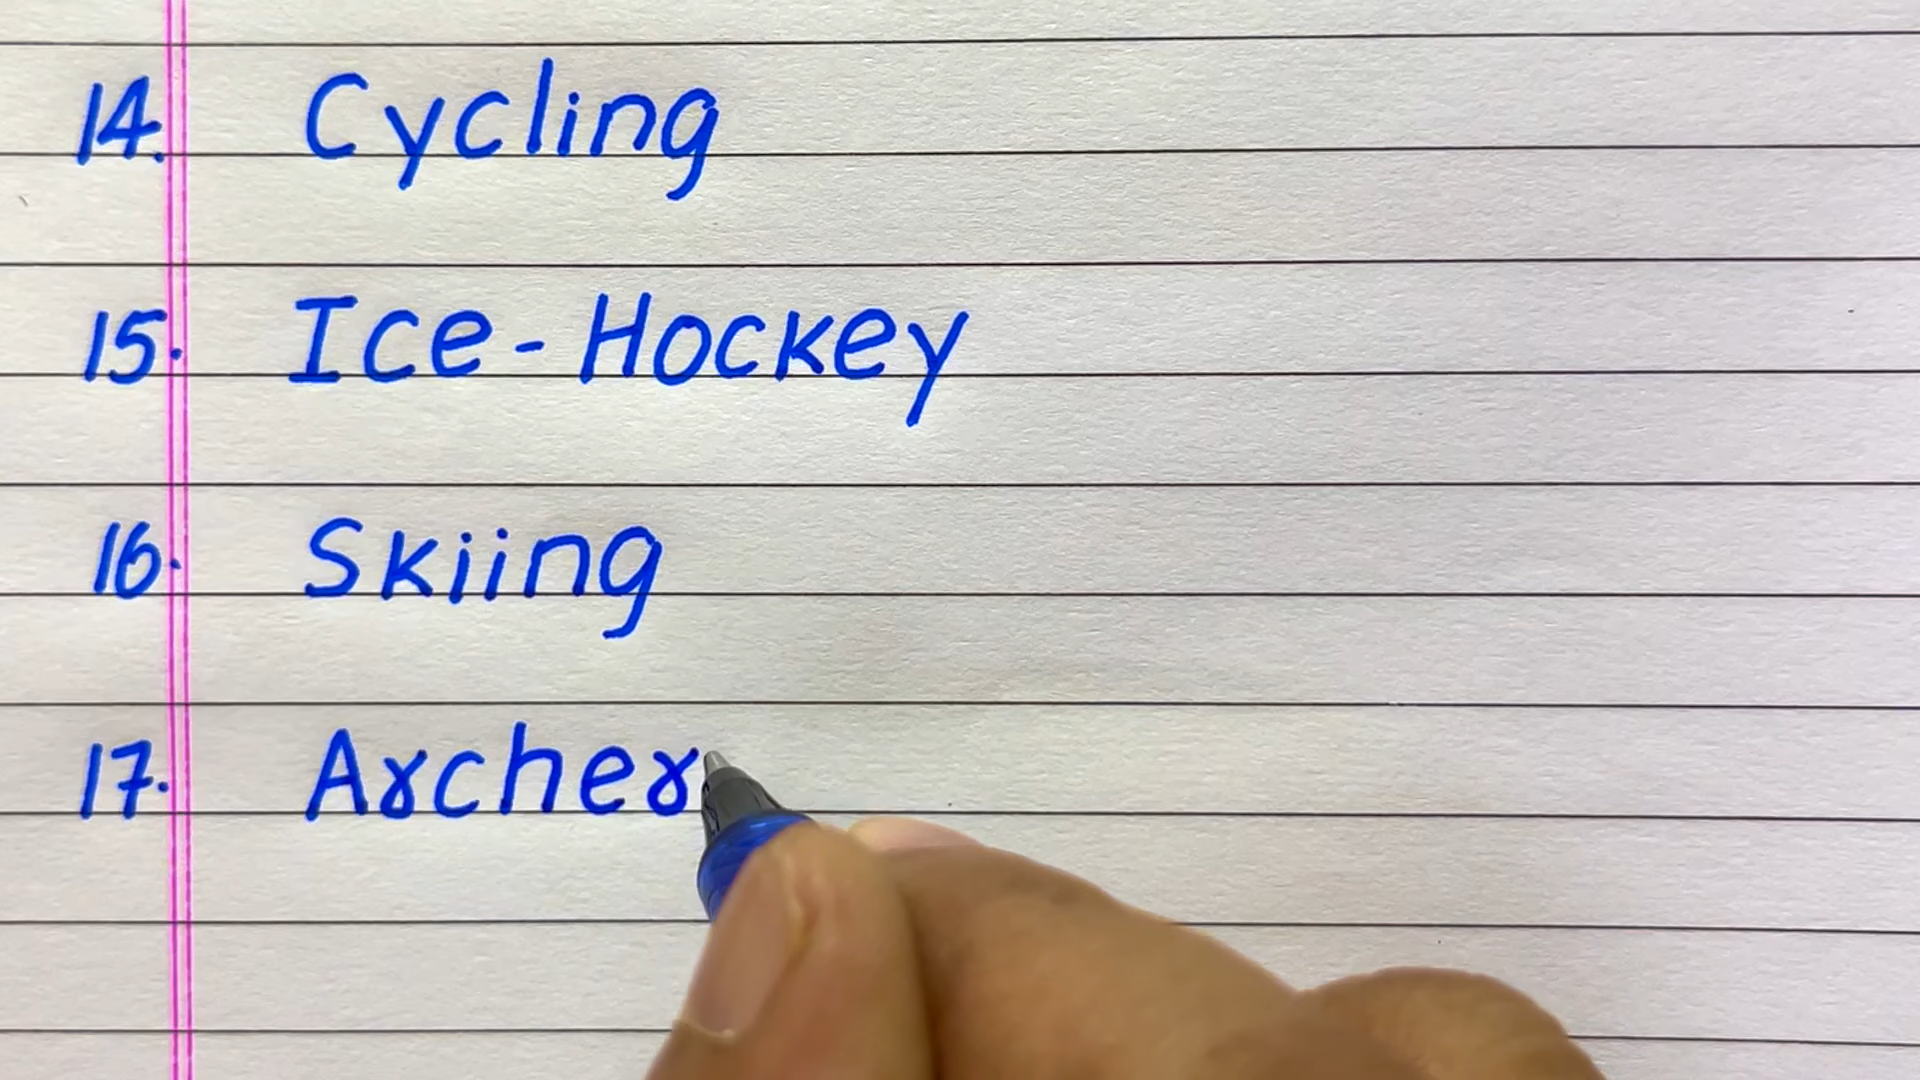 14. Cycling
15. Ice-Hockey
16. Skiing
17. Archer